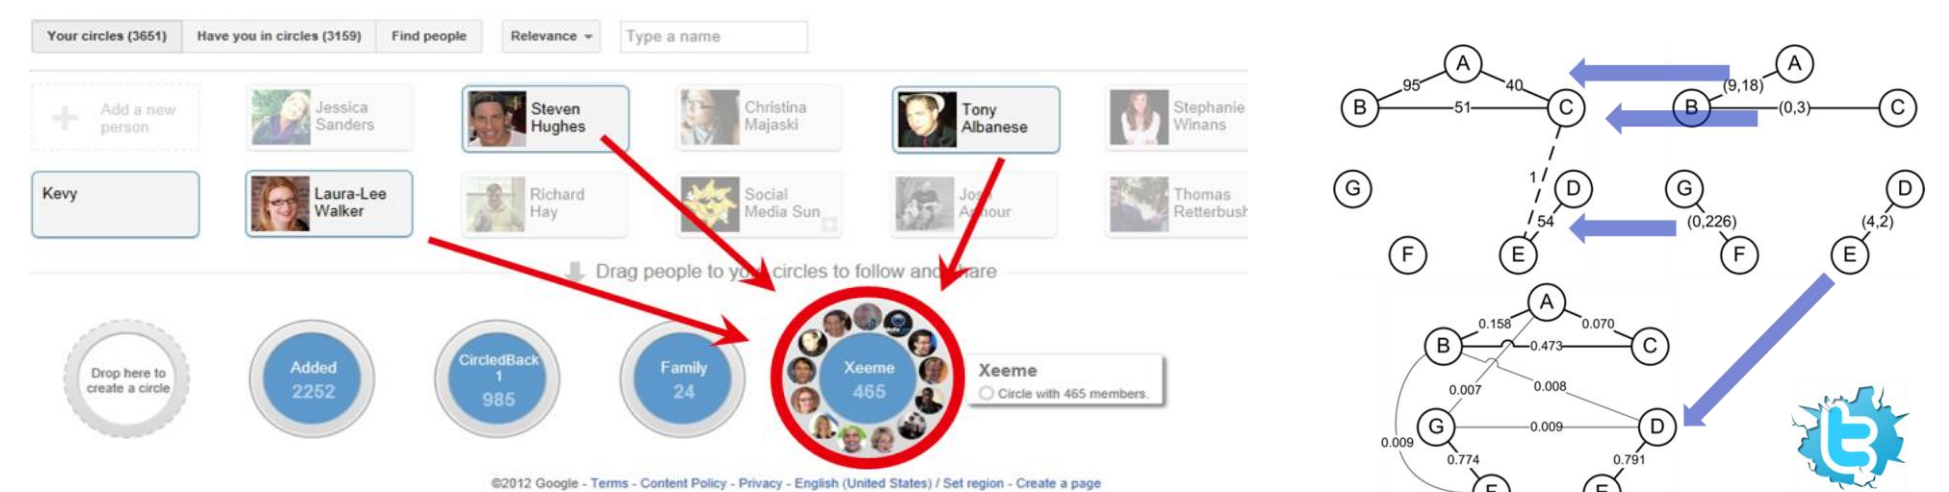 Your circles (3651)
Have you in circles (3159)
Find people
Relevance
Type a name
Add a new
person
Jessica
Sanders
Steven
Hughes
Christina
Majaski
Tony
Albanese
Stephanie
Winans
Kevy
Laura-Lee
Walker
Richard
Hay
Social
Media Sun
Thomas
Retterbush
Drag people to your circles to follow and share
Drop here to
create a circle
Added
2252
CircledBack
1
985
Family
24
Xeeme
465
Xeeme
Circle with 465 members.
©2012 Google - Terms - Content Policy - Privacy - English (United States) / Set region - Create a page
A
95
40
B
51
C
1
G
D
54
F
E
A
(9,18)
B
(0,3)
C
G
D
(0,226)
(4,2)
F
E
A
0.158
0.070
B
0.473
C
0.007
0.008
G
0.009
D
0.009
0.774
0.791
F
E
t